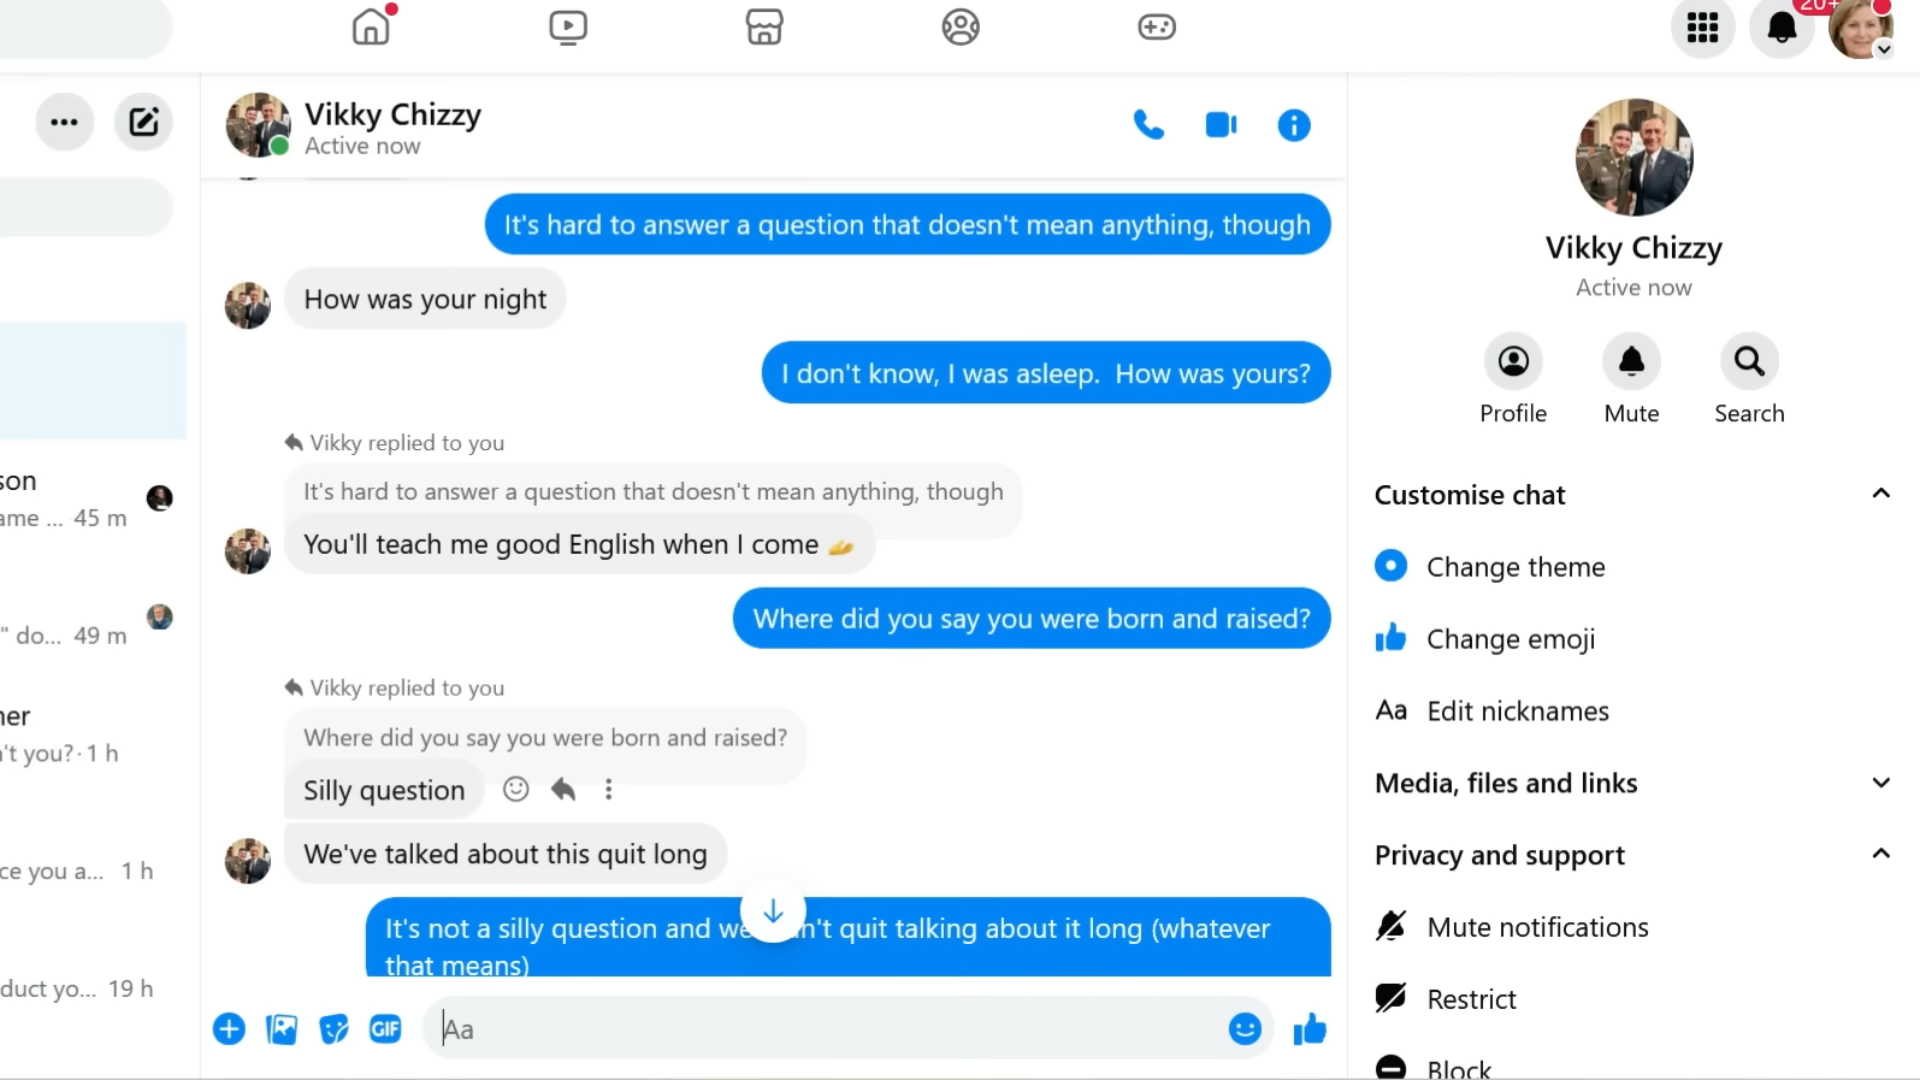 20+
Vikky Chizzy
Active now
It's hard to answer a question that doesn't mean anything, though
How was your night
I don't know, I was asleep.  How was yours?
Vikky replied to you
It's hard to answer a question that doesn't mean anything, though
You'll teach me good English when I come
Where did you say you were born and raised?
Vikky replied to you
Where did you say you were born and raised?
Silly question
We've talked about this quit long
It's not a silly question and we n't quit talking about it long (whatever
that means)
GIF
Aa
son
ame ... 45 m
" do... 49 m
ner
't you? · 1 h
ce you a... 1 h
duct yo... 19 h
Vikky Chizzy
Active now
Profile
Mute
Search
Customise chat
Change theme
Change emoji
Aa Edit nicknames
Media, files and links
Privacy and support
Mute notifications
Restrict
Block